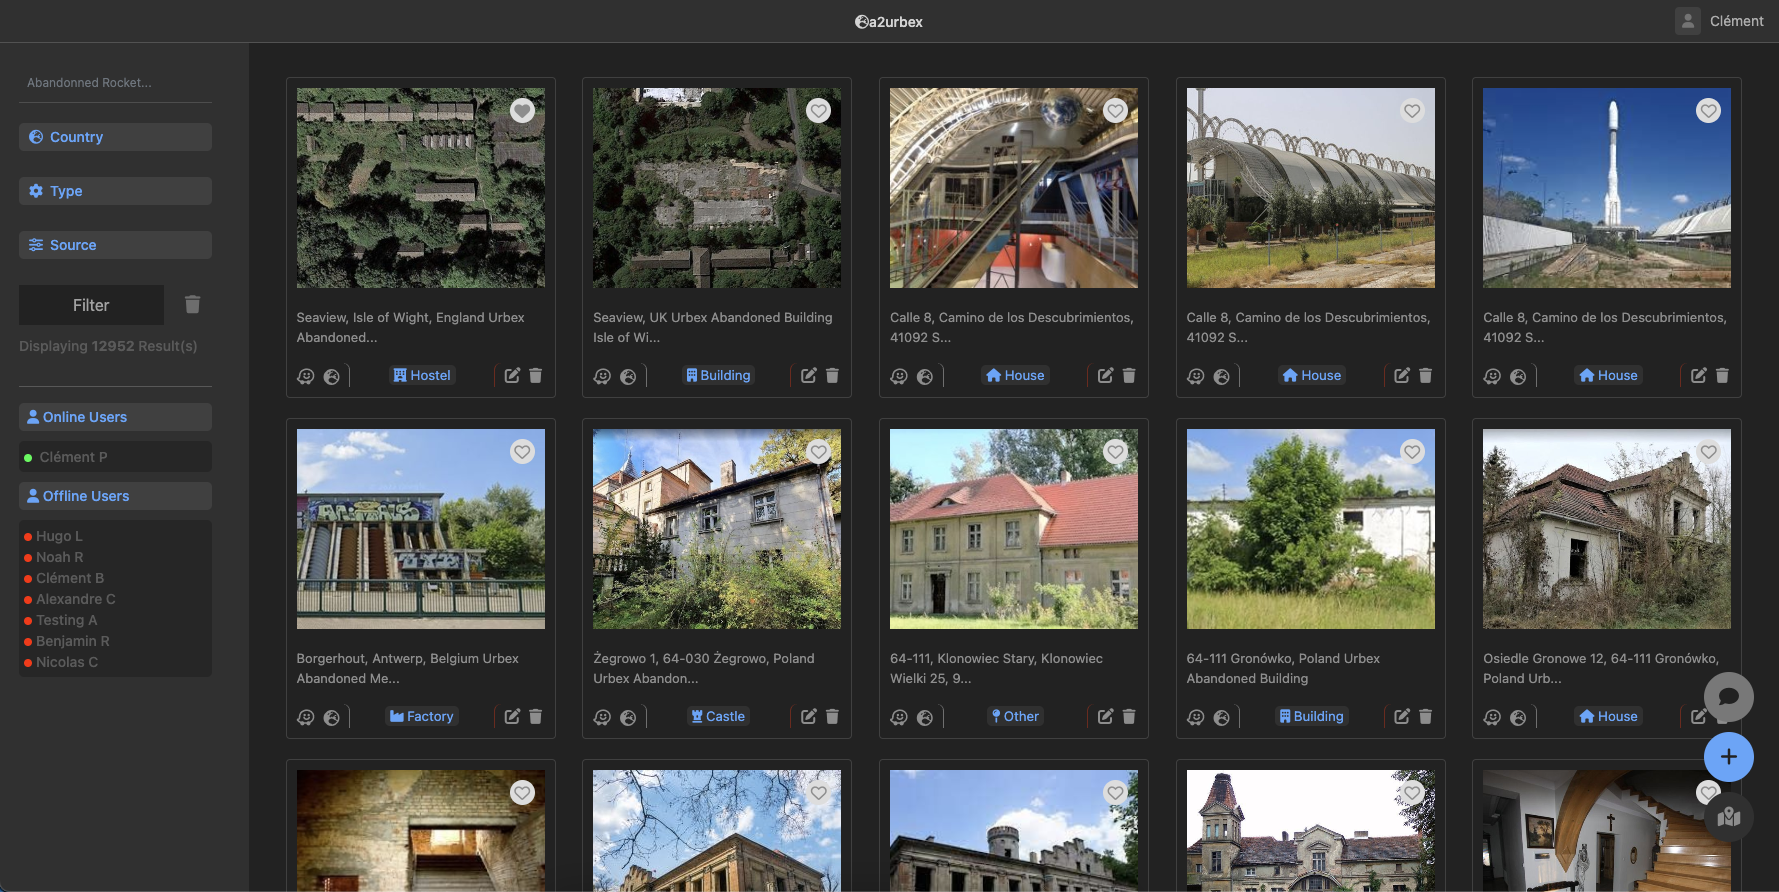 a2urbex
Clément
Abandonned Rocket...
Country
Type
Source
Filter
Displaying 12952 Result(s)
Online Users
Clément P
Offline Users
Hugo L
Noah R
Clément B
Alexandre C
Testing A
Benjamin R
Nicolas C
Seaview, Isle of Wight, England Urbex
Abandoned...
Hostel
Seaview, UK Urbex Abandoned Building
Isle of Wi...
Building
Calle 8, Camino de los Descubrimientos,
41092 S...
House
Calle 8, Camino de los Descubrimientos,
41092 S...
House
Calle 8, Camino de los Descubrimientos,
41092 S...
House
Borgerhout, Antwerp, Belgium Urbex
Abandoned Me...
Factory
Żegrowo 1, 64-030 Żegrowo, Poland
Urbex Abandon...
Castle
64-111, Klonowiec Stary, Klonowiec
Wielki 25, 9...
Other
64-111 Gronówko, Poland Urbex
Abandoned Building
Building
Osiedle Gronowe 12, 64-111 Gronówko,
Poland Urb...
House